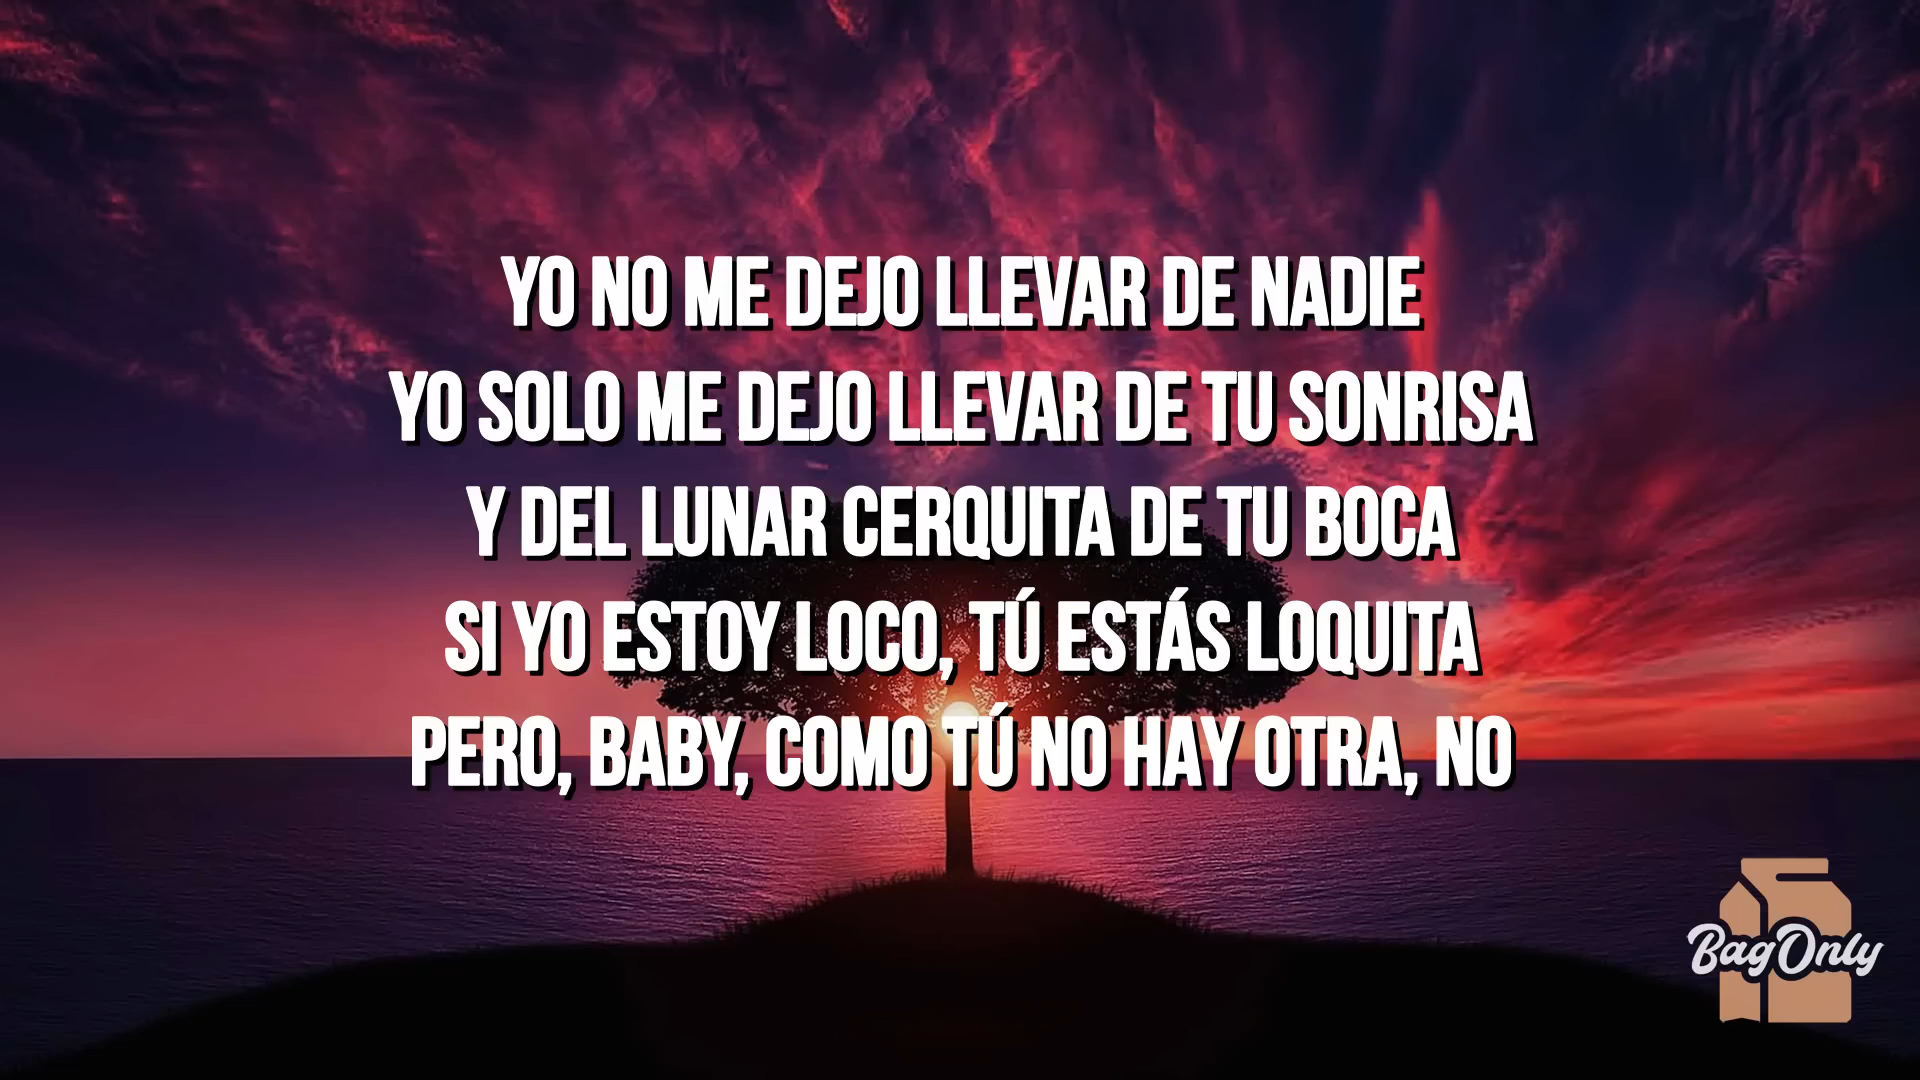 YO NO ME DEJO LLEVAR DE NADIE
YO SOLO ME DEJO LLEVAR DE TU SONRISA
Y DEL LUNAR CERQUITA DE TU BOCA
SI YO ESTOY LOCO, TÚ ESTÁS LOQUITA
PERO, BABY, COMO TÚ NO HAY OTRA, NO
BagOnly